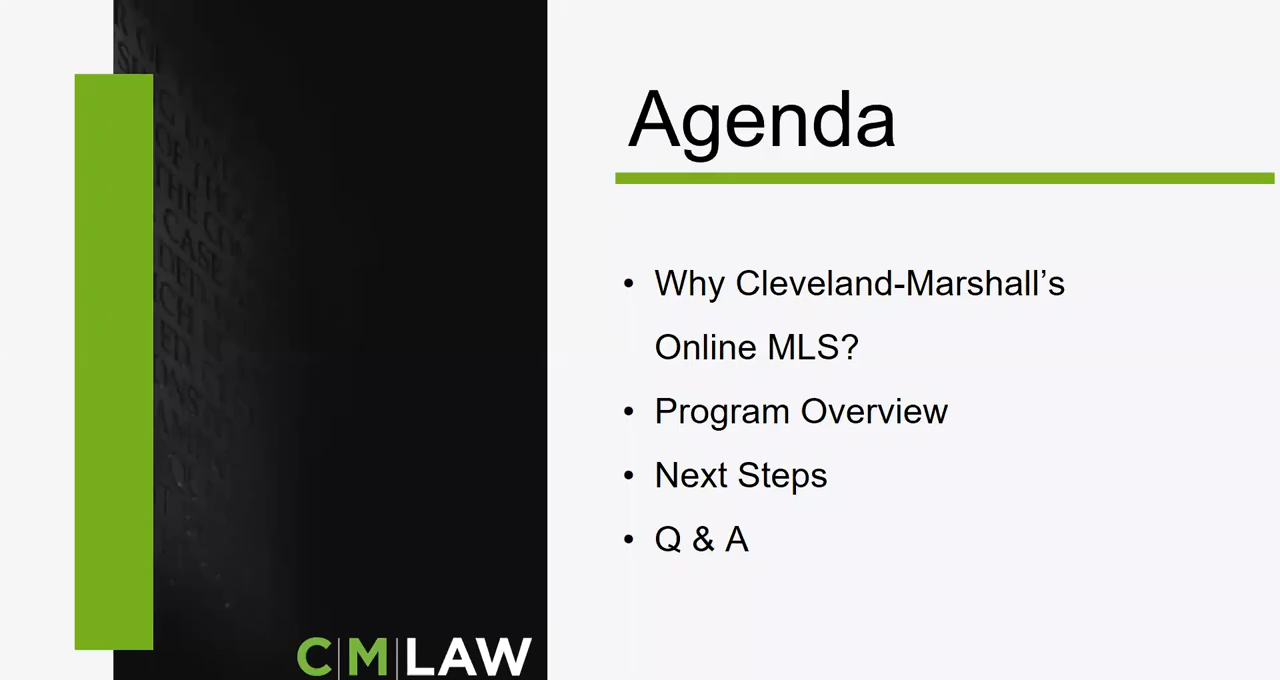 Agenda
• Why Cleveland-Marshall’s
Online MLS?
• Program Overview
• Next Steps
• Q & A
C|M|LAW